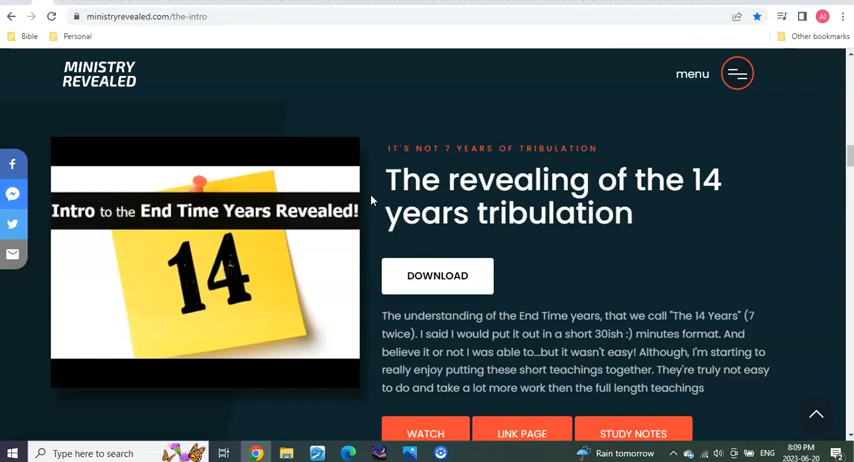 ministryrevealed.com/the-intro
Bible
Personal
Other bookmarks
MINISTRY
REVEALED
menu
IT'S NOT 7 YEARS OF TRIBULATION
The revealing of the 14
years tribulation
Intro to the End Time Years Revealed!
14
DOWNLOAD
The understanding of the End Time years, that we call "The 14 Years" (7
twice). I said I would put it out in a short 30ish :) minutes format. And
believe it or not I was able to...but it wasn't easy! Although, I'm starting to
really enjoy putting these short teachings together. They're truly not easy
to do and take a lot more work then the full length teachings
WATCH
LINK PAGE
STUDY NOTES
Type here to search
Rain tomorrow
ENG
8:09 PM
2023-06-20